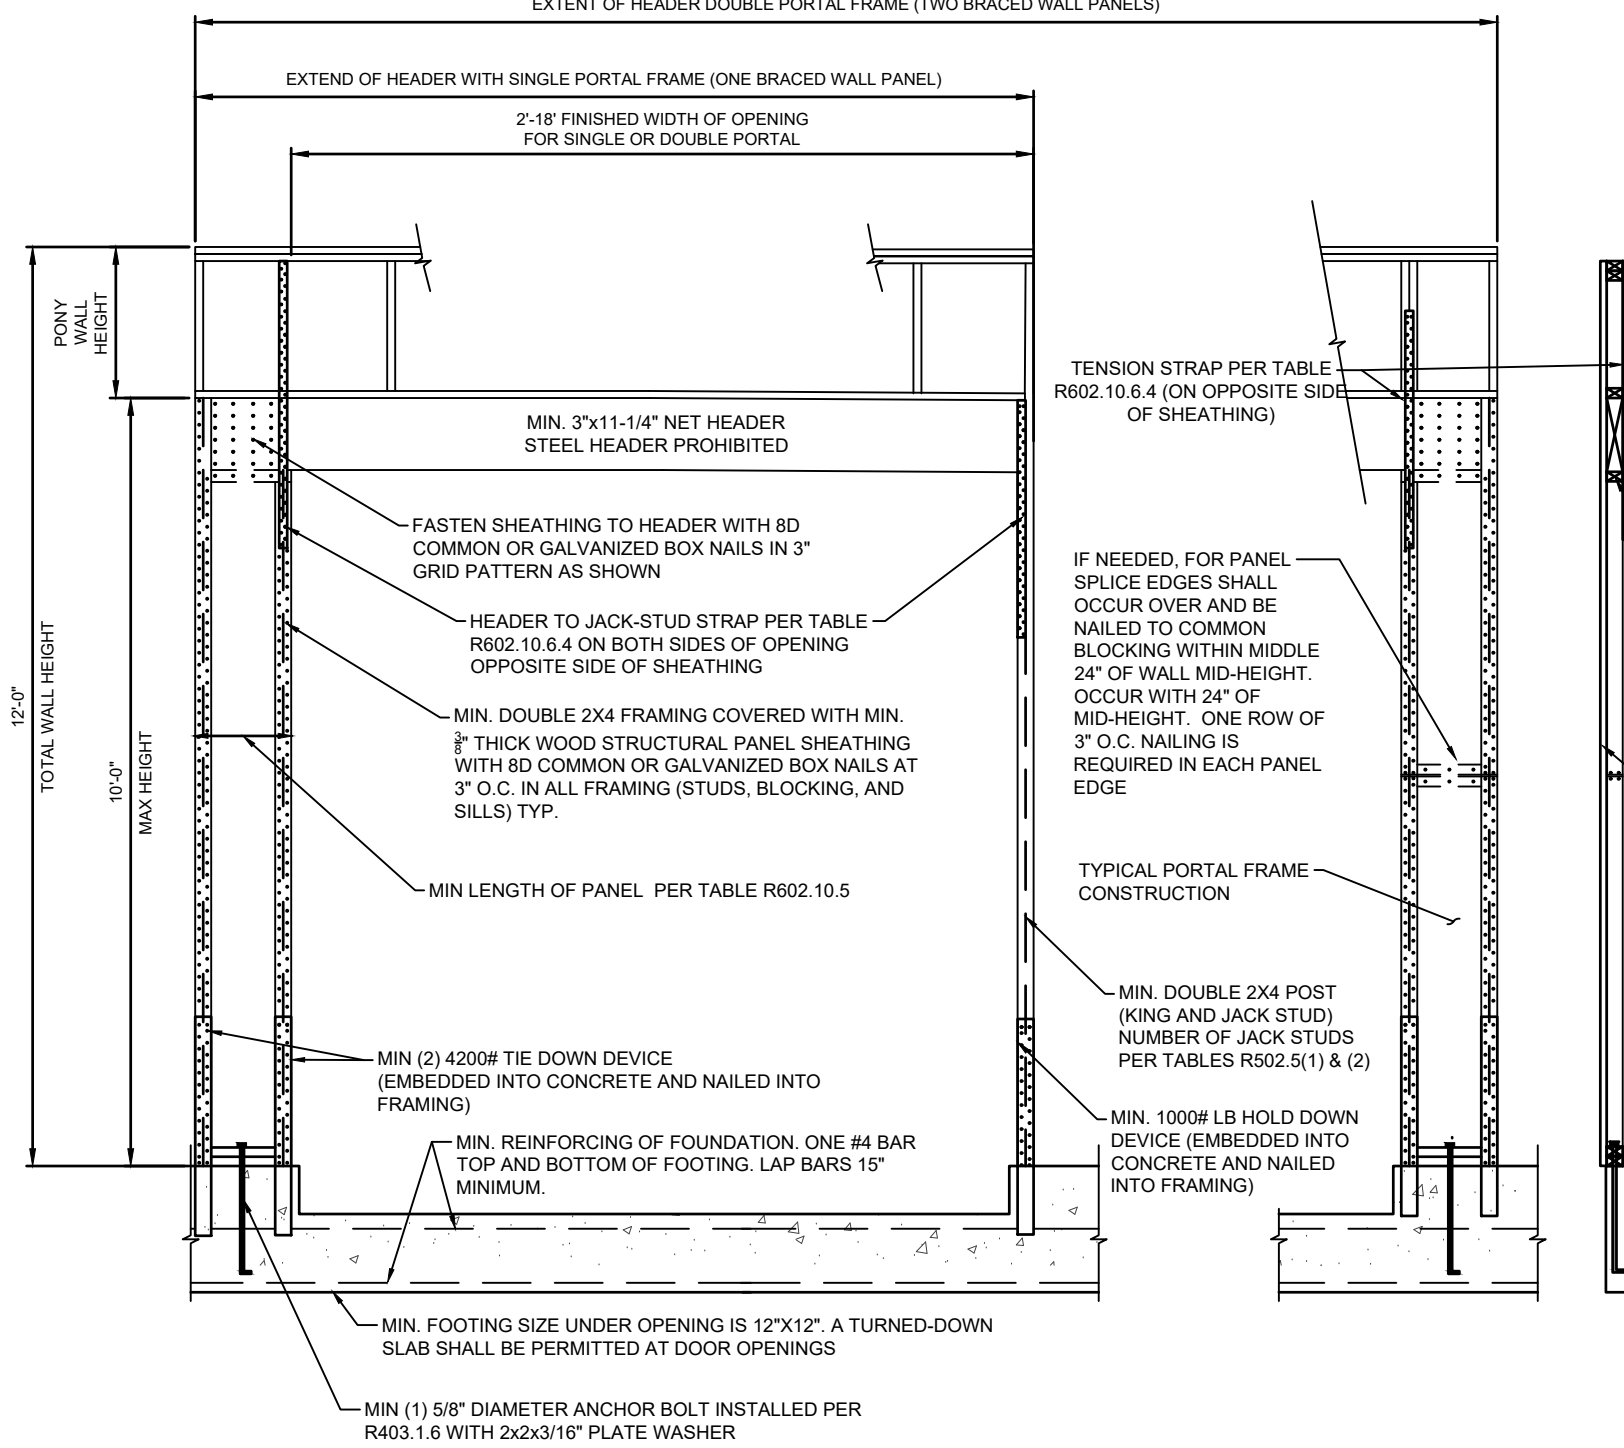 EXTENT OF HEADER DOUBLE PORTAL FRAME (TWO BRACED WALL PANELS)
EXTEND OF HEADER WITH SINGLE PORTAL FRAME (ONE BRACED WALL PANEL)
2'-18' FINISHED WIDTH OF OPENING
FOR SINGLE OR DOUBLE PORTAL
PONY
WALL
HEIGHT
12'-0"
TOTAL WALL HEIGHT
10'-0"
MAX HEIGHT
MIN. 3"x11-1/4" NET HEADER
STEEL HEADER PROHIBITED
TENSION STRAP PER TABLE
R602.10.6.4 (ON OPPOSITE SIDE
OF SHEATHING)
FASTEN SHEATHING TO HEADER WITH 8D
COMMON OR GALVANIZED BOX NAILS IN 3"
GRID PATTERN AS SHOWN
HEADER TO JACK-STUD STRAP PER TABLE
R602.10.6.4 ON BOTH SIDES OF OPENING
OPPOSITE SIDE OF SHEATHING
IF NEEDED, FOR PANEL
SPLICE EDGES SHALL
OCCUR OVER AND BE
NAILED TO COMMON
BLOCKING WITHIN MIDDLE
24" OF WALL MID-HEIGHT.
OCCUR WITH 24" OF
MID-HEIGHT. ONE ROW OF
3" O.C. NAILING IS
REQUIRED IN EACH PANEL
EDGE
MIN. DOUBLE 2X4 FRAMING COVERED WITH MIN.
3/8" THICK WOOD STRUCTURAL PANEL SHEATHING
WITH 8D COMMON OR GALVANIZED BOX NAILS AT
3" O.C. IN ALL FRAMING (STUDS, BLOCKING, AND
SILLS) TYP.
MIN LENGTH OF PANEL PER TABLE R602.10.5
TYPICAL PORTAL FRAME
CONSTRUCTION
MIN. DOUBLE 2X4 POST
(KING AND JACK STUD)
NUMBER OF JACK STUDS
PER TABLES R502.5(1) & (2)
MIN (2) 4200# TIE DOWN DEVICE
(EMBEDDED INTO CONCRETE AND NAILED INTO
FRAMING)
MIN. 1000# LB HOLD DOWN
DEVICE (EMBEDDED INTO
CONCRETE AND NAILED
INTO FRAMING)
MIN. REINFORCING OF FOUNDATION. ONE #4 BAR
TOP AND BOTTOM OF FOOTING. LAP BARS 15"
MINIMUM.
MIN. FOOTING SIZE UNDER OPENING IS 12"X12". A TURNED-DOWN
SLAB SHALL BE PERMITTED AT DOOR OPENINGS
MIN (1) 5/8" DIAMETER ANCHOR BOLT INSTALLED PER
R403.1.6 WITH 2x2x3/16" PLATE WASHER